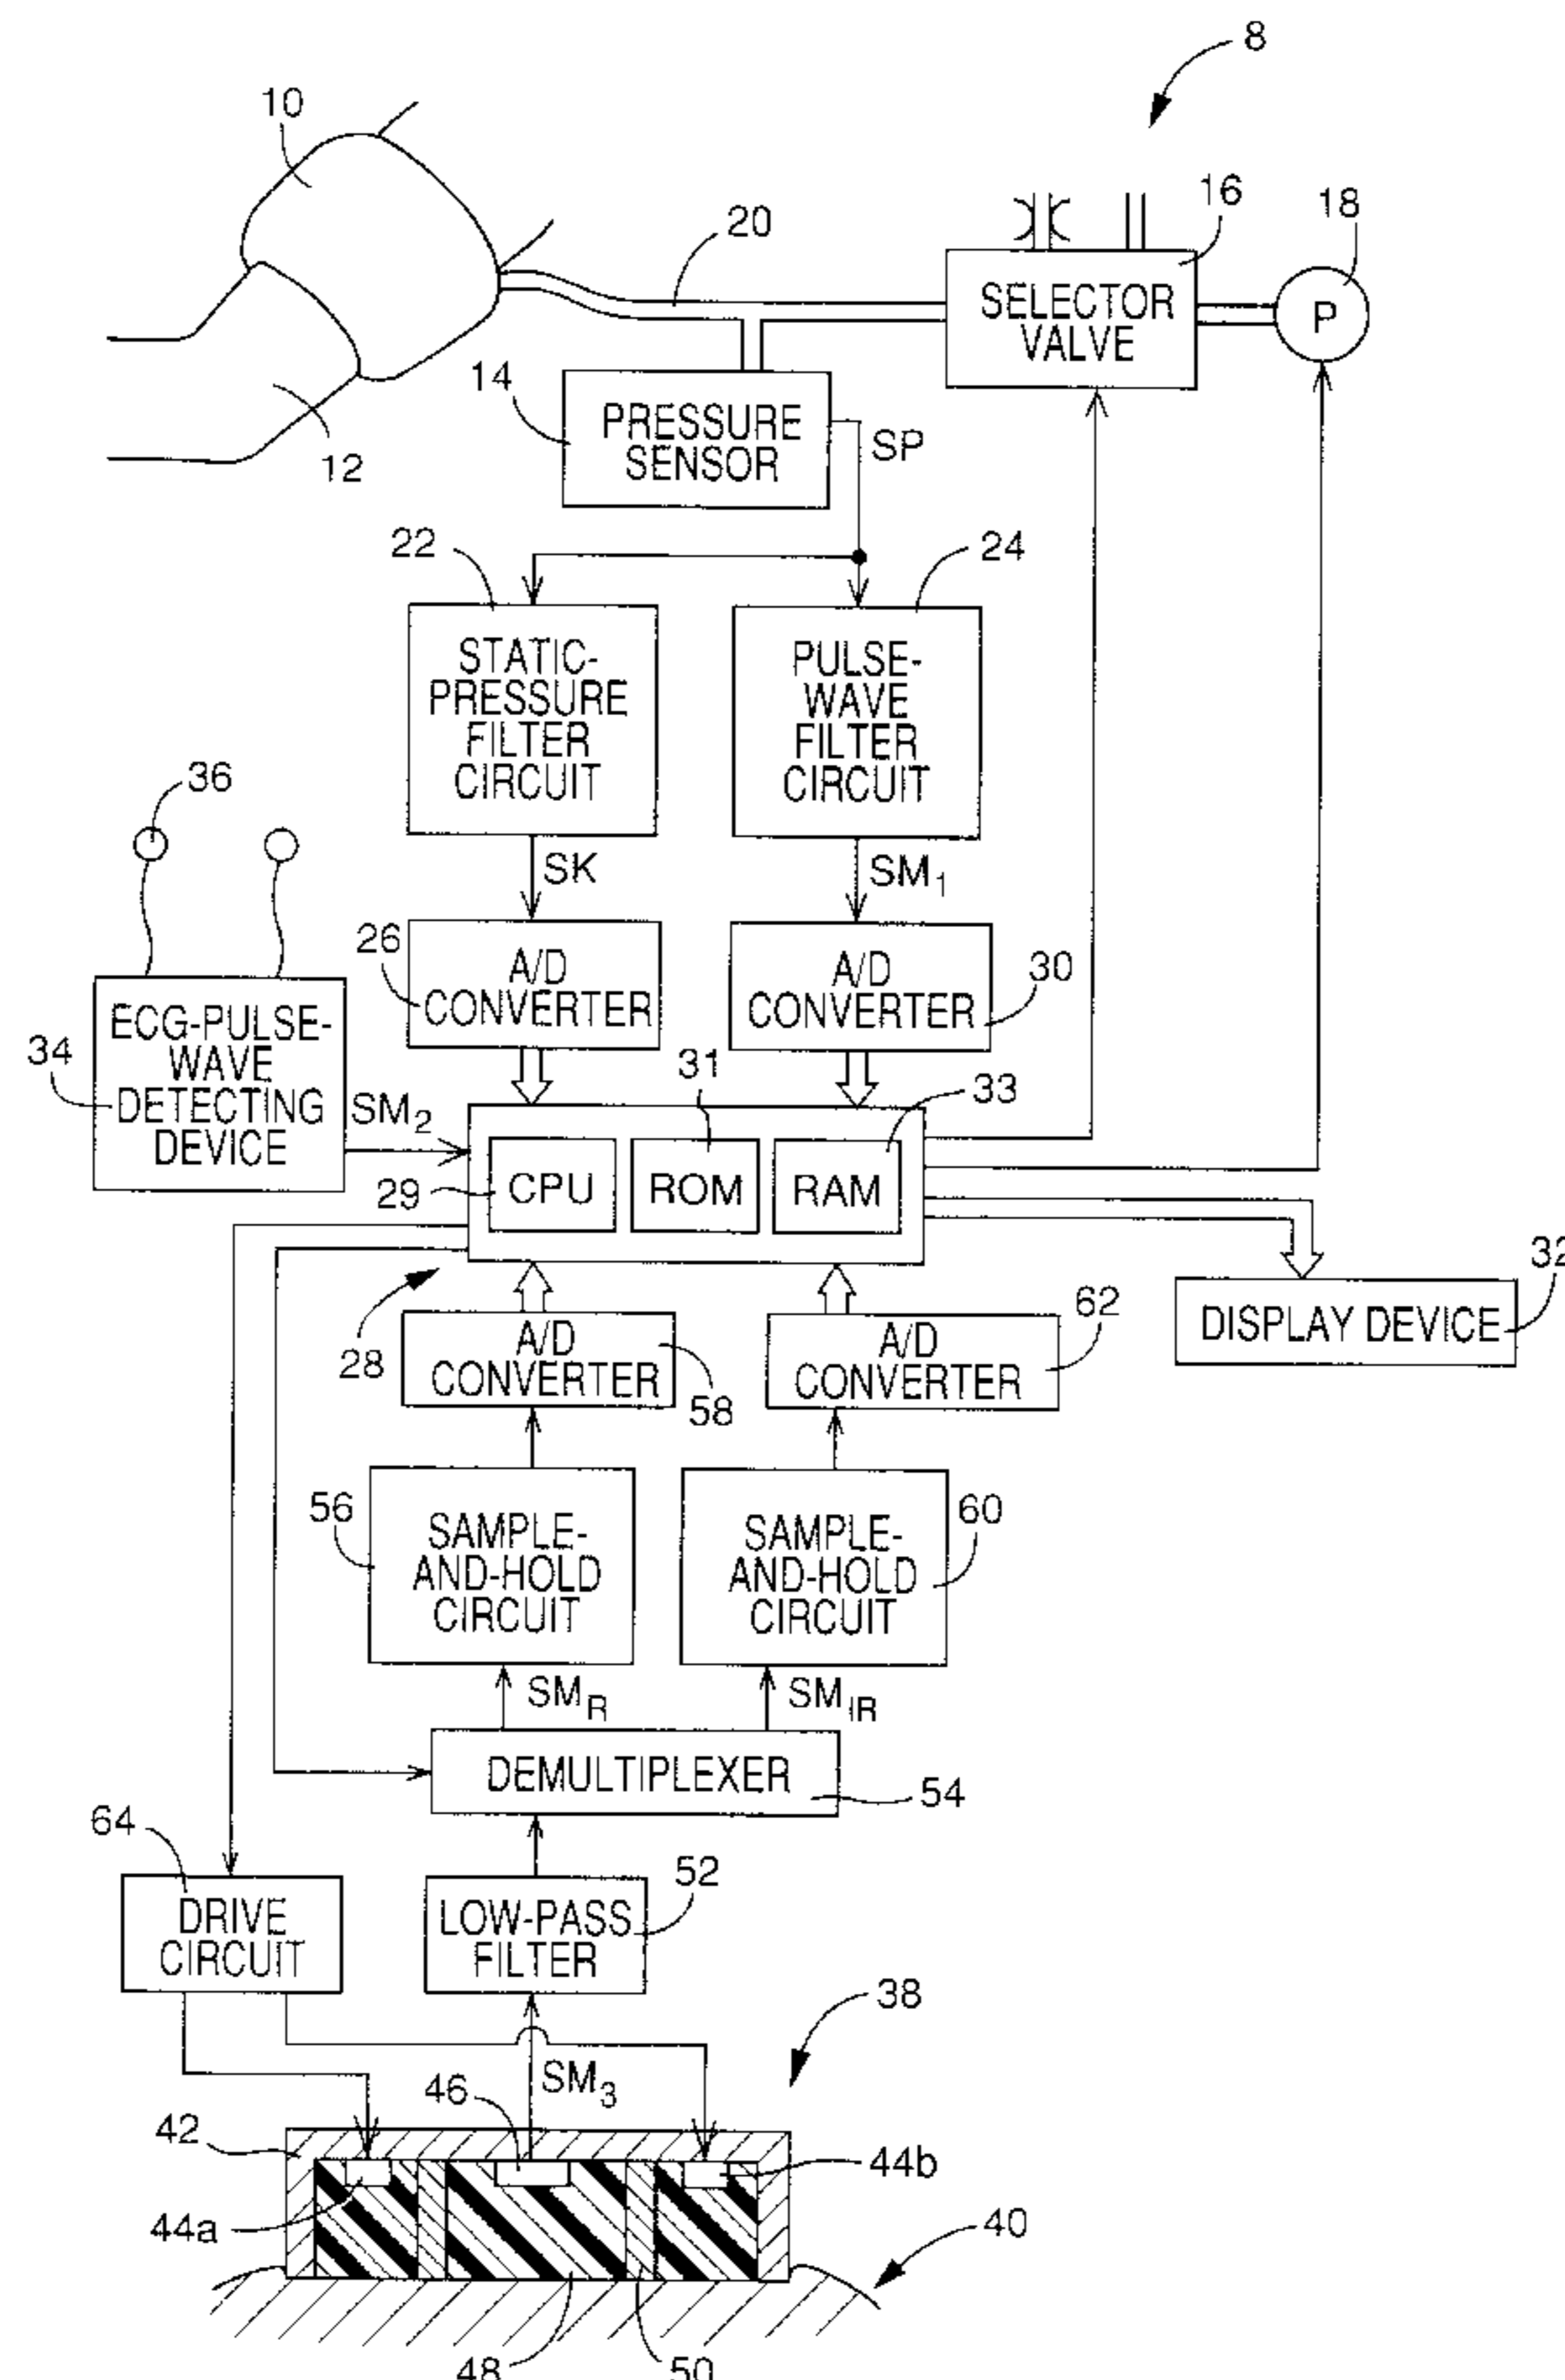 8
10
16
18
20
SELECTOR
VALVE
P
14
PRESSURE
SENSOR
SP
12
22
24
STATIC-
PRESSURE
FILTER
CIRCUIT
PULSE-
WAVE
FILTER
CIRCUIT
36
SK
SM1
26
A/D
CONVERTER
A/D
CONVERTER
30
ECG-PULSE-
WAVE
DETECTING
DEVICE
34
SM2
31
33
29
CPU
ROM
RAM
32
DISPLAY DEVICE
28
A/D
CONVERTER
58
62
A/D
CONVERTER
56
SAMPLE-
AND-HOLD
CIRCUIT
60
SAMPLE-
AND-HOLD
CIRCUIT
SMR
SMIR
DEMULTIPLEXER
54
64
DRIVE
CIRCUIT
52
LOW-PASS
FILTER
38
46
SM3
42
44b
44a
40
48
50